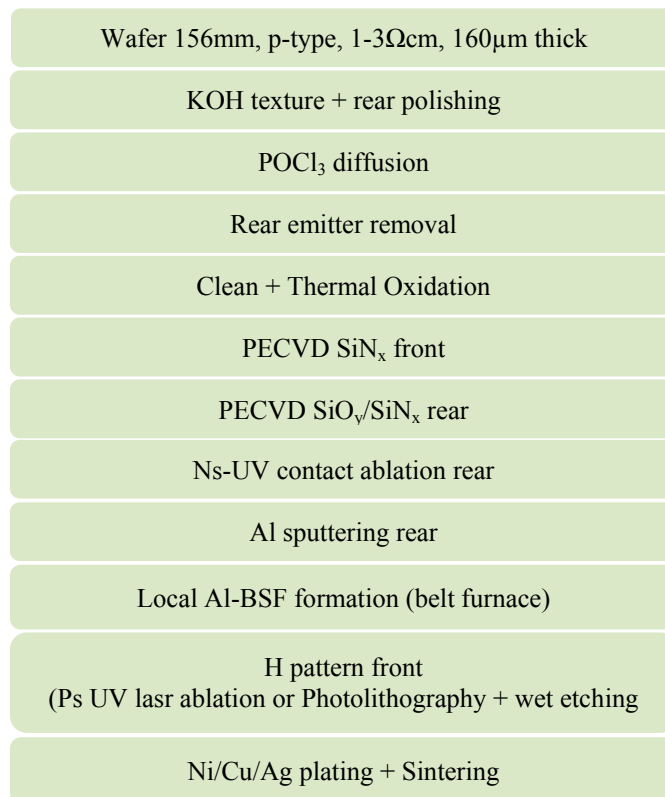 Wafer 156mm, p-type, 1-3Ωcm, 160µm thick
KOH texture + rear polishing
POCl₃ diffusion
Rear emitter removal
Clean + Thermal Oxidation
PECVD SiNₓ front
PECVD SiOᵧ/SiNₓ rear
Ns-UV contact ablation rear
Al sputtering rear
Local Al-BSF formation (belt furnace)
H pattern front
(Ps UV lasr ablation or Photolithography + wet etching
Ni/Cu/Ag plating + Sintering